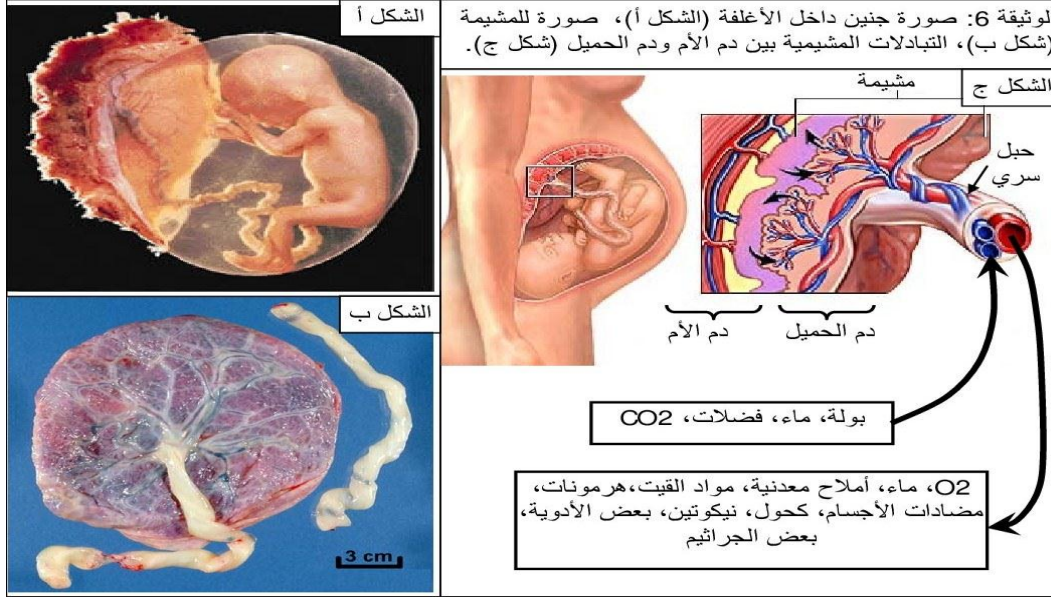 لوثيقة 6: صورة جنين داخل الأغلفة (الشكل أ)، صورة للمشيمة
(شكل ب)، التبادلات المشيمية بين دم الأم ودم الحميل (شكل ج).
الشكل أ
الشكل ج
مشيمة
حبل
سري
دم الحميل
دم الأم
الشكل ب
بولة، ماء، فضلات، CO2
O2، ماء، أملاح معدنية، مواد القيت،هرمونات،
مضادات الأجسام، كحول، نيكوتين، بعض الأدوية،
بعض الجراثيم
3 cm